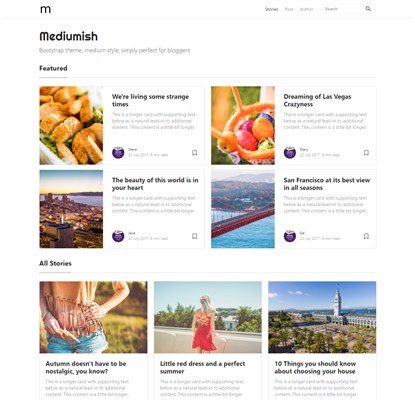 m
Stories Post Author Search
Mediumish
Bootstrap theme, medium style, simply perfect for bloggers
Featured
We're living some strange
times
This is a longer card with supporting text
below as a natural lead-in to additional
content. This content is a little bit longer.
22 July 2017 · 6 min read
Dreaming of Las Vegas
Crazyness
This is a longer card with supporting text
below as a natural lead-in to additional
content. This content is a little bit longer.
Mary
22 July 2017 · 6 min read
The beauty of this world is in
your heart
This is a longer card with supporting text
below as a natural lead-in to additional
content. This content is a little bit longer.
Jane
22 July 2017 · 6 min read
San Francisco at its best view
in all seasons
This is a longer card with supporting text
below as a natural lead-in to additional
content. This content is a little bit longer.
Sal
22 July 2017 · 6 min read
All Stories
Autumn doesn't have to be
nostalgic, you know?
This is a longer card with supporting text
below as a natural lead-in to additional
content. This content is a little bit longer.
Little red dress and a perfect
summer
This is a longer card with supporting text
below as a natural lead-in to additional
content. This content is a little bit longer.
10 Things you should know
about choosing your house
This is a longer card with supporting text
below as a natural lead-in to additional
content. This content is a little bit longer.